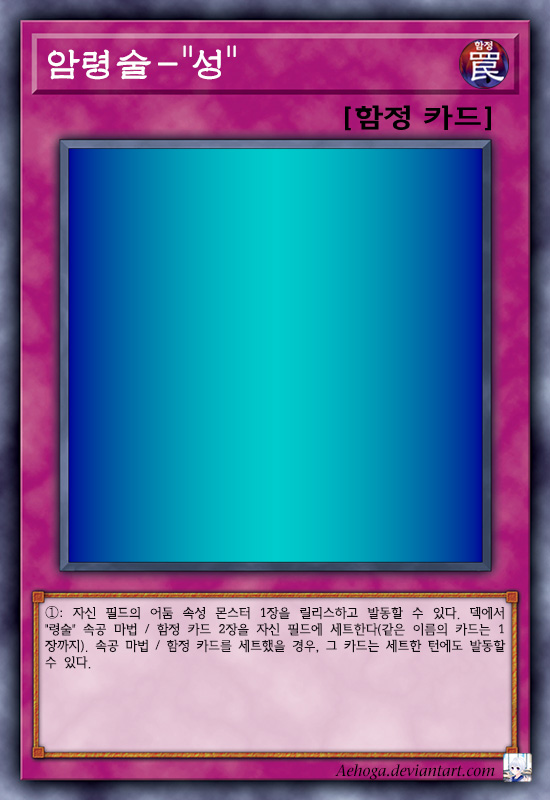 암령술-"성"
함정
罠
[함정 카드]
①: 자신 필드의 어둠 속성 몬스터 1장을 릴리스하고 발동할 수 있다. 덱에서
"령술" 속공 마법 / 함정 카드 2장을 자신 필드에 세트한다(같은 이름의 카드는 1
장까지). 속공 마법 / 함정 카드를 세트했을 경우, 그 카드는 세트한 턴에도 발동할
수 있다.
Aehoga.deviantart.com